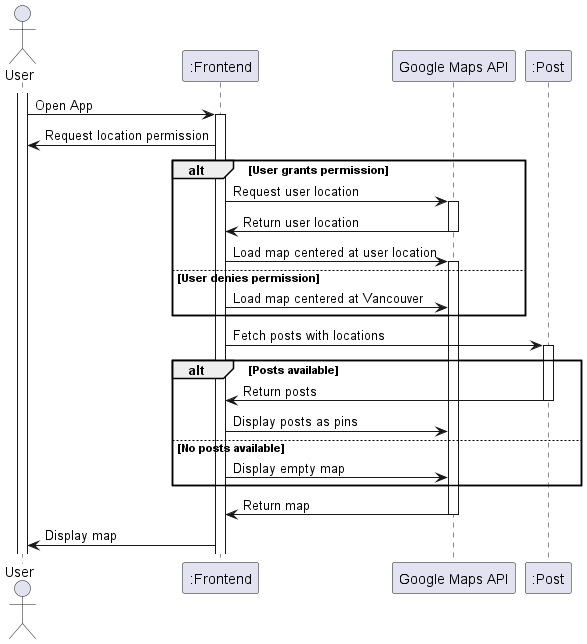 User
:Frontend
Google Maps API
:Post
Open App
Request location permission
alt
[User grants permission]
Request user location
Return user location
Load map centered at user location
[User denies permission]
Load map centered at Vancouver
Fetch posts with locations
alt
[Posts available]
Return posts
Display posts as pins
[No posts available]
Display empty map
Return map
Display map
User
:Frontend
Google Maps API
:Post